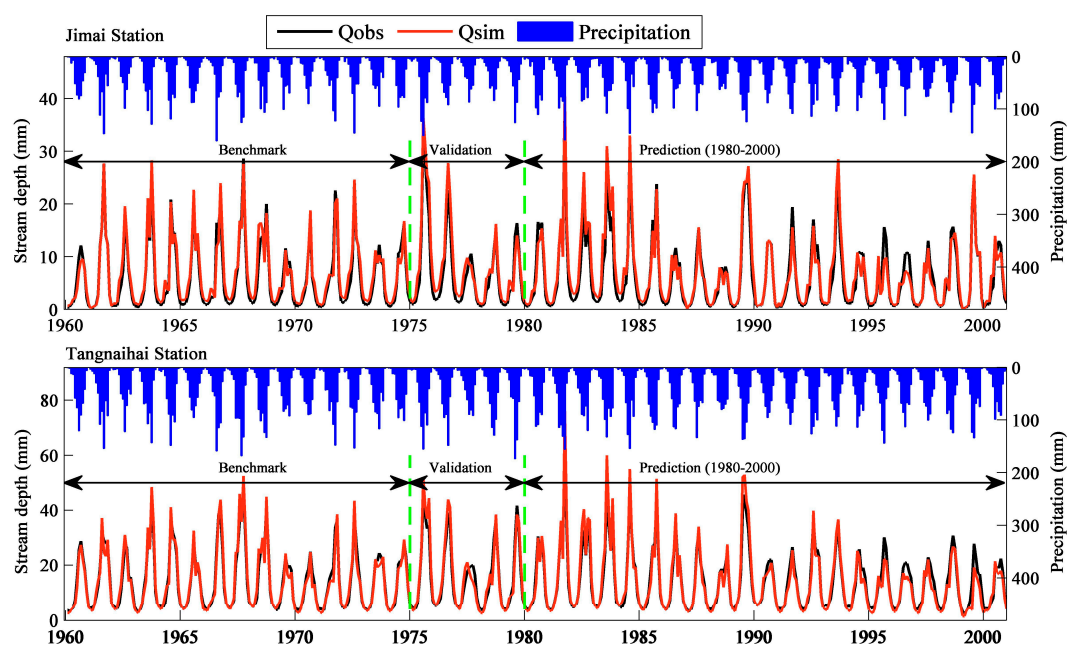 Qobs Qsim Precipitation
Jimai Station
0
40
100
30
Benchmark Validation Prediction (1980-2000)
200
20
300
10
400
0
Stream depth (mm)
Precipitation (mm)
1960 1965 1970 1975 1980 1985 1990 1995 2000
Tangnaihai Station
0
80
100
60
200
Benchmark Validation Prediction (1980-2000)
40
300
20
400
0
Stream depth (mm)
Precipitation (mm)
1960 1965 1970 1975 1980 1985 1990 1995 2000